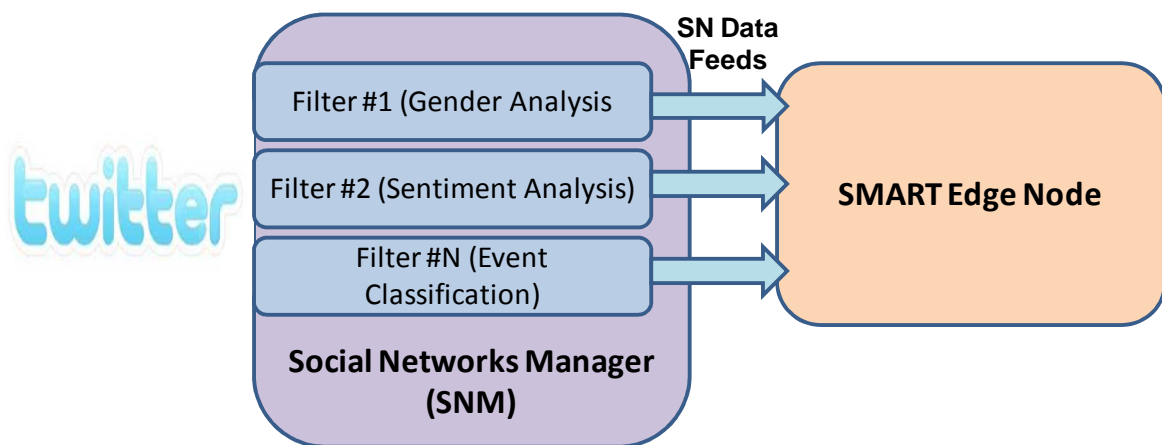 SN Data
Feeds
Filter #1 (Gender Analysis
twitter
Filter #2 (Sentiment Analysis)
SMART Edge Node
Filter #N (Event
Classification)
Social Networks Manager
(SNM)